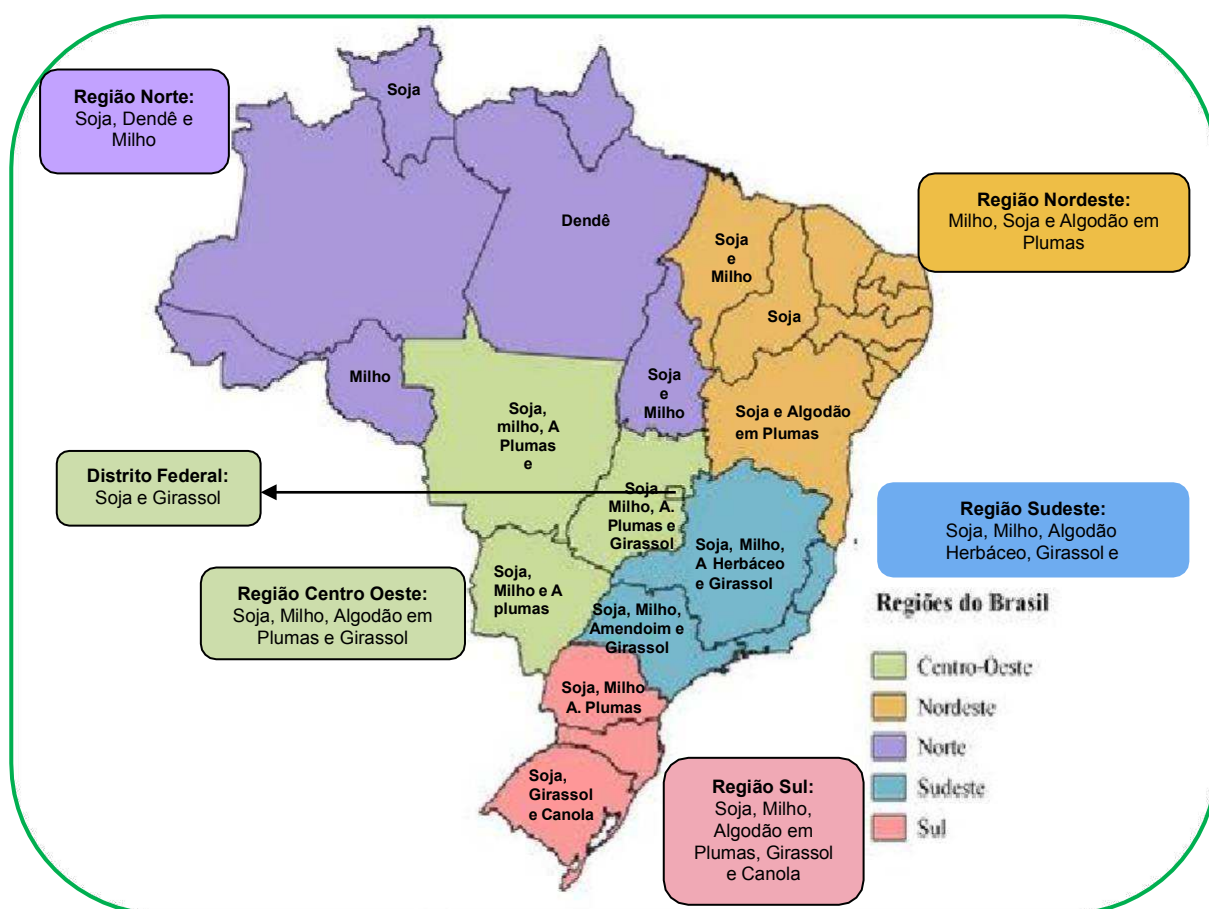 Soja
Região Norte:
Soja, Dendê e
Milho
Região Nordeste:
Milho, Soja e Algodão em
Plumas
Dendê
Soja
e
Milho
Soja
Milho
Soja
e
Milho
Soja,
milho, A
Plumas
e
Soja e Algodão
em Plumas
Distrito Federal:
Soja e Girassol
Soja
Milho, A.
Plumas e
Girassol
Região Sudeste:
Soja, Milho, Algodão
Herbáceo, Girassol e
Soja, Milho,
A Herbáceo
e Girassol
Soja,
Milho e A
plumas
Região Centro Oeste:
Soja, Milho, Algodão em
Plumas e Girassol
Soja, Milho,
Amendoim e
Girassol
Regiões do Brasil
Centro-Oeste
Nordeste
Norte
Sudeste
Sul
Soja, Milho
A. Plumas
Soja,
Girassol
e Canola
Região Sul:
Soja, Milho,
Algodão em
Plumas, Girassol
e Canola